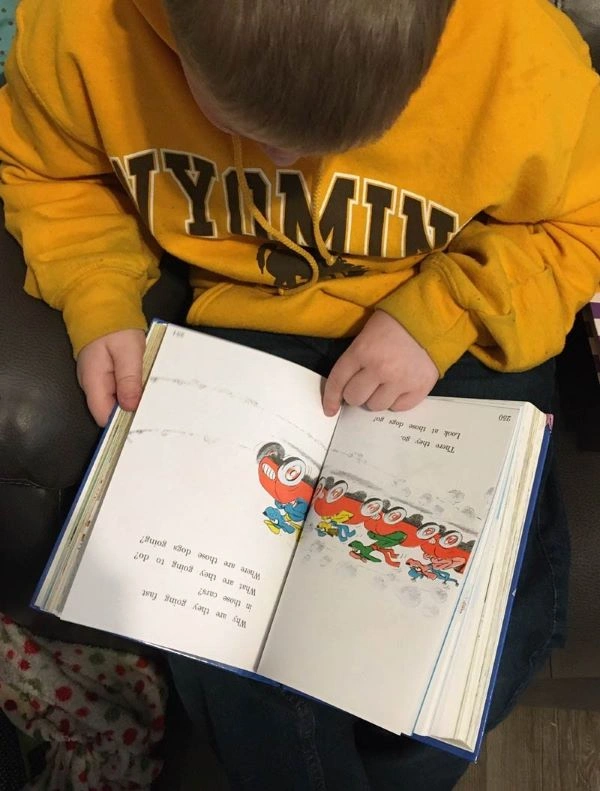 WYOMIN
There they go.
Look at those dogs go!
250
Why are they going fast
in those cars?
What are they going to do?
Where are those dogs going?
251